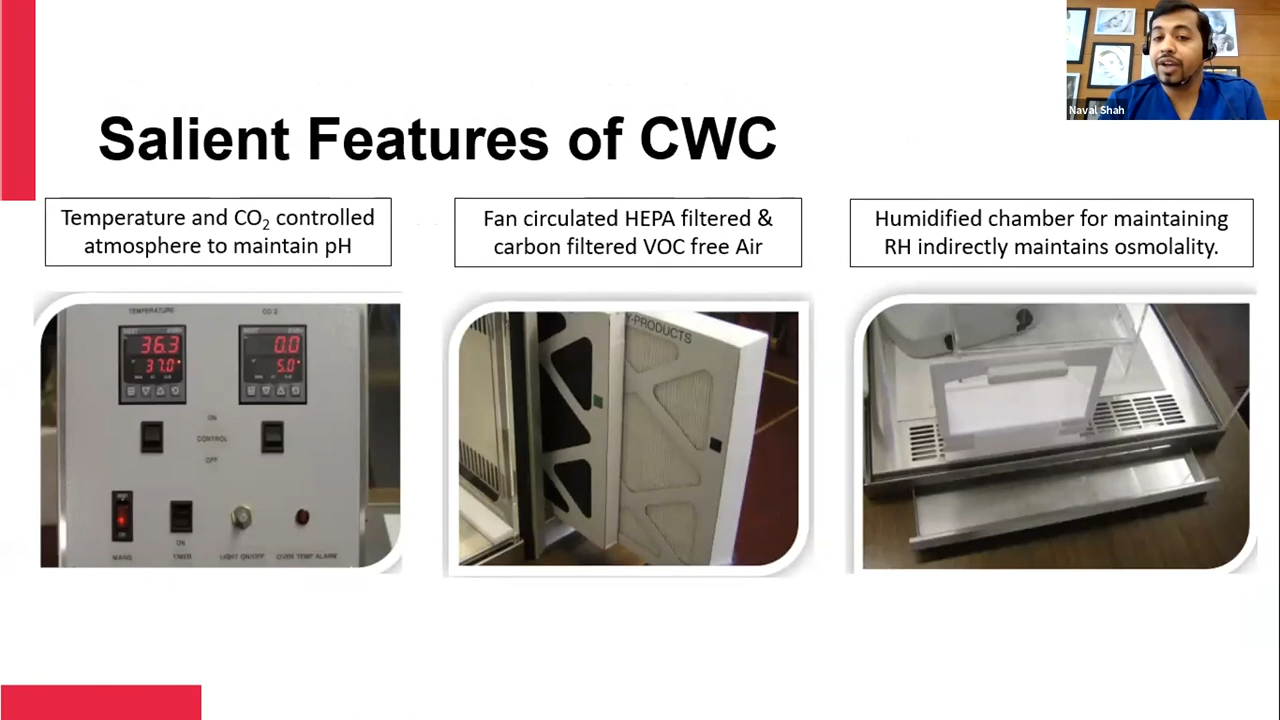 Naval Shah
Salient Features of CWC
Temperature and CO₂ controlled
atmosphere to maintain pH
Fan circulated HEPA filtered &
carbon filtered VOC free Air
Humidified chamber for maintaining
RH indirectly maintains osmolality.
TEMPERATURE
CO 2
36.3
37.0
0.0
5.0
ON
CONTROL
OFF
ON
MAINS
TIMER
LIGHT ON/OFF
OVER TEMP ALARM
Y-PRODUCTS